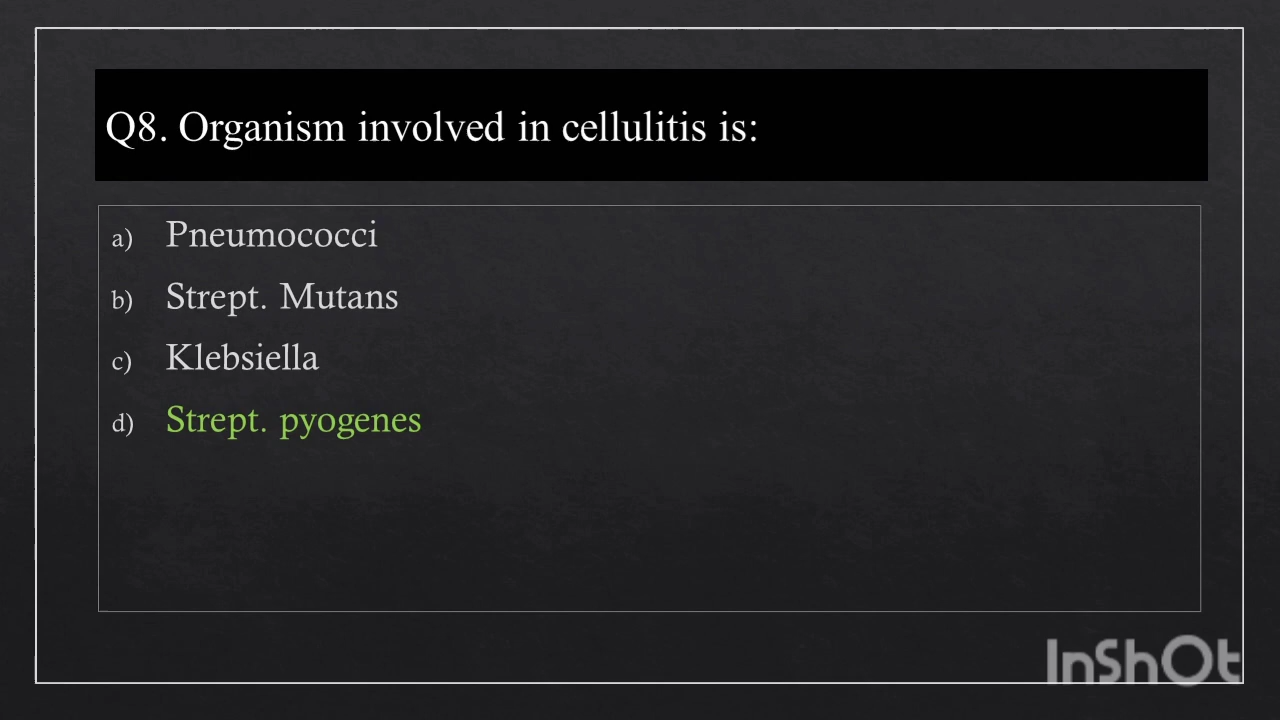 Q8. Organism involved in cellulitis is:
a) Pneumococci
b) Strept. Mutans
c) Klebsiella
d) Strept. pyogenes
InShOt